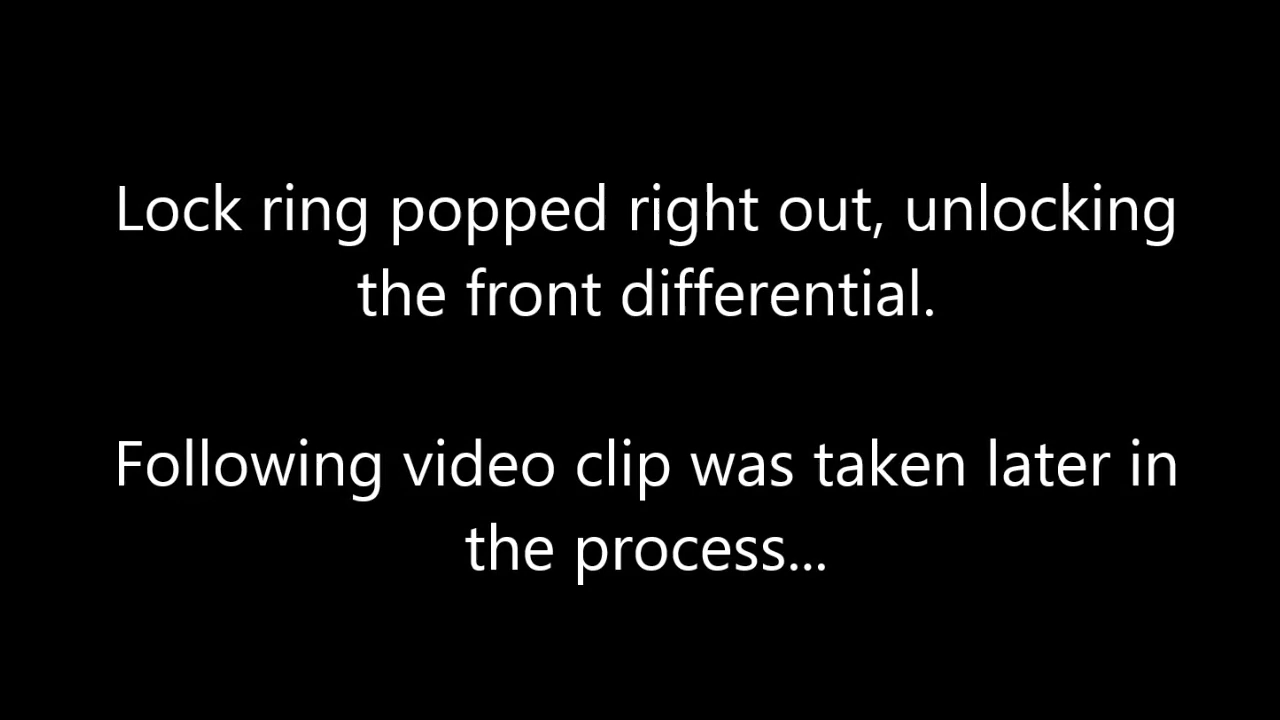 Lock ring popped right out, unlocking
the front differential.
Following video clip was taken later in
the process...